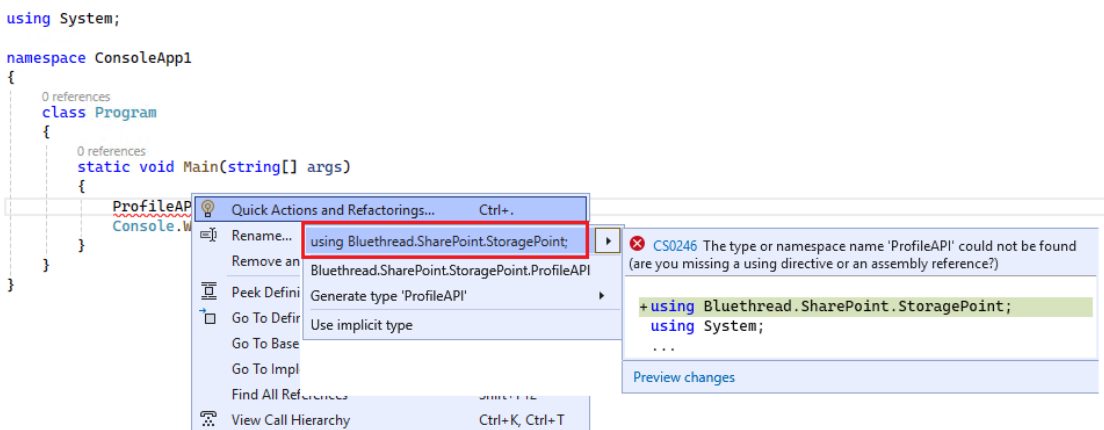 using System;
namespace ConsoleApp1
{
0 references
class Program
{
0 references
static void Main(string[] args)
{
ProfileAP
Console.W
}
}
}
Quick Actions and Refactorings... Ctrl+.
Rename...
Remove an
Peek Defini
Go To Defir
Go To Base
Go To Impl
Find All References Shift+F12
View Call Hierarchy Ctrl+K, Ctrl+T
using Bluethread.SharePoint.StoragePoint;
Bluethread.SharePoint.StoragePoint.ProfileAPI
Generate type 'ProfileAPI'
Use implicit type
CS0246 The type or namespace name 'ProfileAPI' could not be found
(are you missing a using directive or an assembly reference?)
+using Bluethread.SharePoint.StoragePoint;
using System;
...
Preview changes